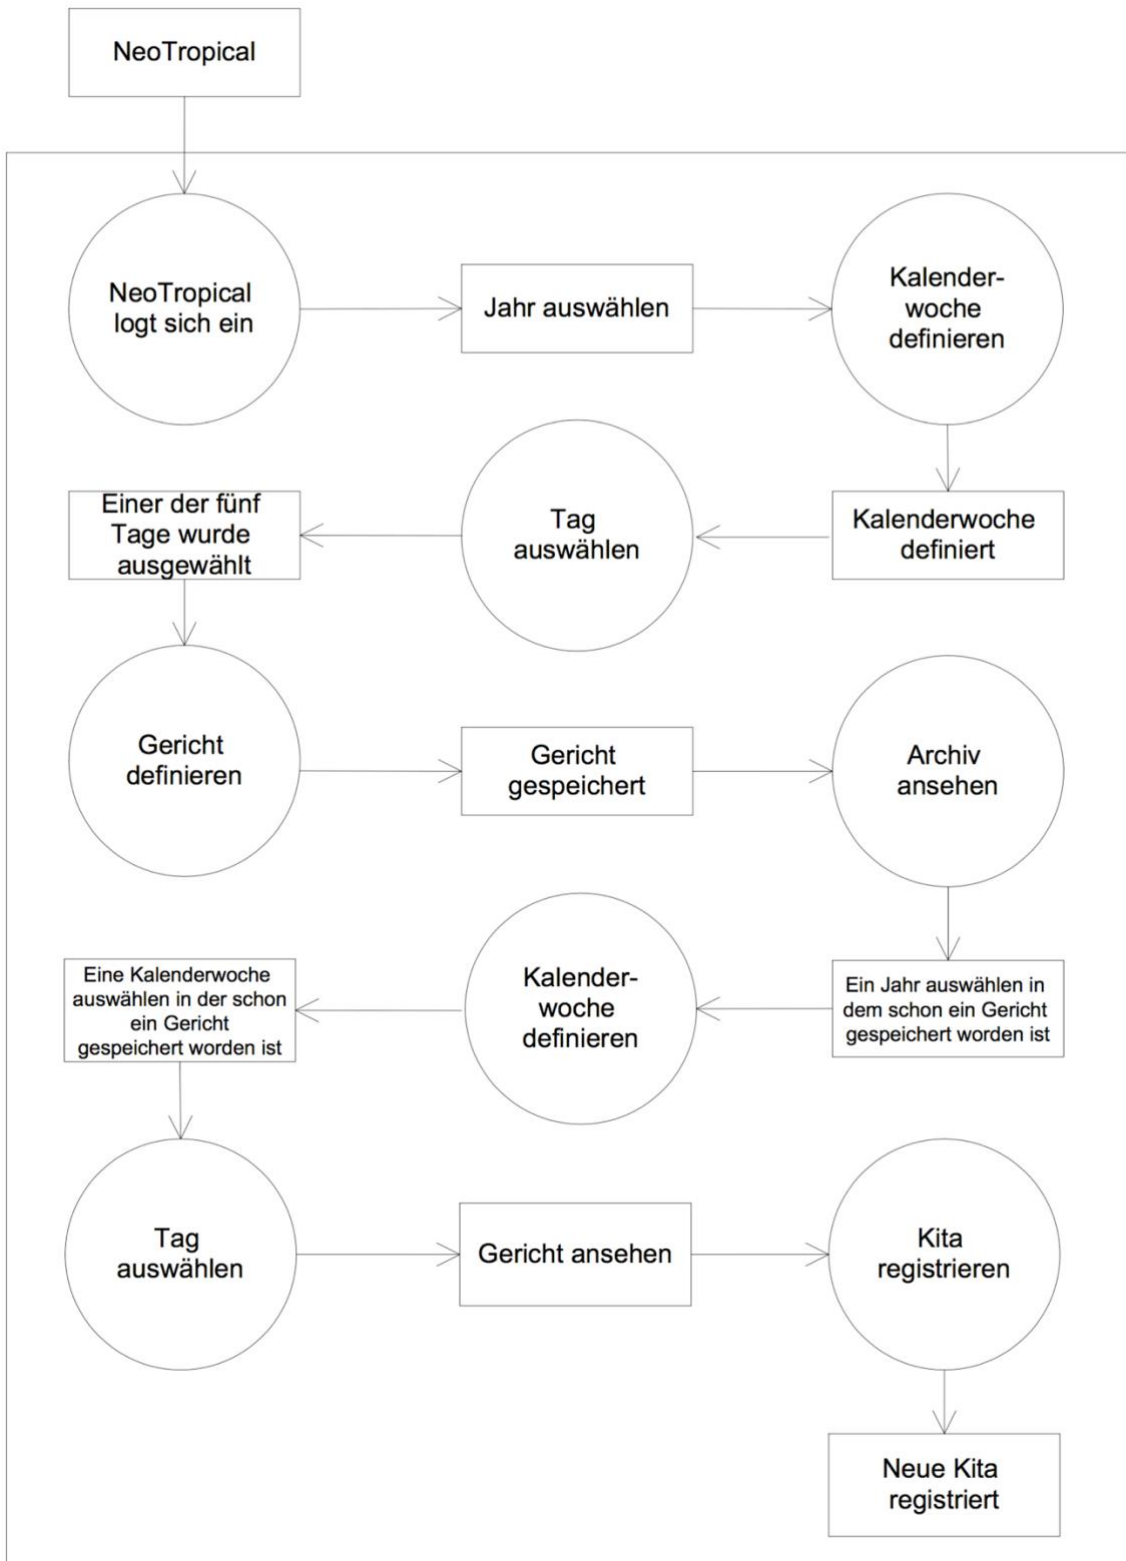 NeoTropical
NeoTropical
logt sich ein
Jahr auswählen
Kalender-
woche
definieren
Kalenderwoche
definiert
Tag
auswählen
Einer der fünf
Tage wurde
ausgewählt
Gericht
definieren
Gericht
gespeichert
Archiv
ansehen
Ein Jahr auswählen in
dem schon ein Gericht
gespeichert worden ist
Kalender-
woche
definieren
Eine Kalenderwoche
auswählen in der schon
ein Gericht
gespeichert worden ist
Tag
auswählen
Gericht ansehen
Kita
registrieren
Neue Kita
registriert